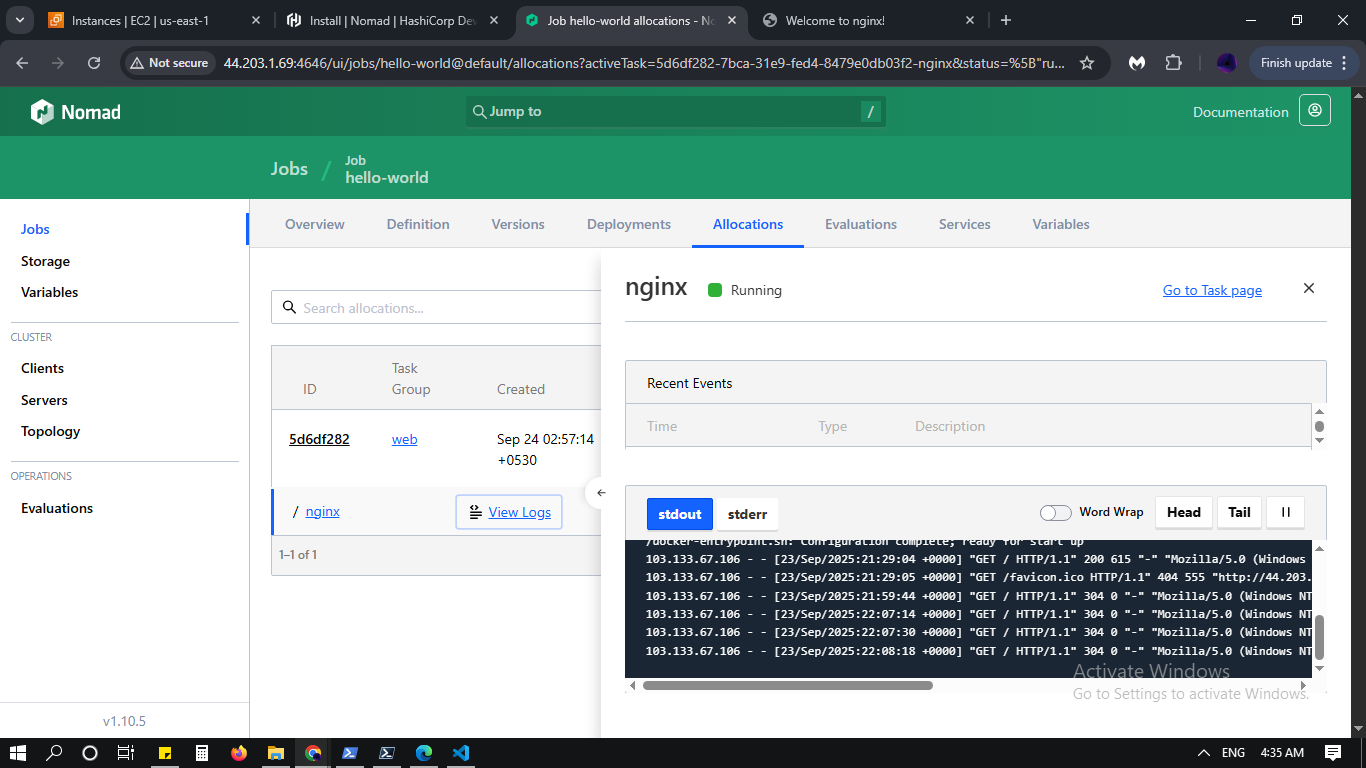 Instances | EC2 | us-east-1
Install | Nomad | HashiCorp Dev
Job hello-world allocations - No
Welcome to nginx!
Not secure
44.203.1.69:4646/ui/jobs/hello-world@default/allocations?activeTask=5d6df282-7bca-31e9-fed4-8479e0db03f2-nginx&status=%5B"ru...
Finish update
Nomad
Jump to
/
Documentation
Jobs
/
Job
hello-world
Jobs
Storage
Variables
CLUSTER
Clients
Servers
Topology
OPERATIONS
Evaluations
v1.10.5
Overview
Definition
Versions
Deployments
Allocations
Evaluations
Services
Variables
Search allocations...
ID
Task
Group
Created
5d6df282
web
Sep 24 02:57:14
+0530
/ nginx
View Logs
1–1 of 1
nginx
Running
Go to Task page
Recent Events
Time
Type
Description
stdout
stderr
Word Wrap
Head
Tail
/docker-entrypoint.sh: Configuration complete; ready for start up
103.133.67.106 - - [23/Sep/2025:21:29:04 +0000] "GET / HTTP/1.1" 200 615 "-" "Mozilla/5.0 (Windows
103.133.67.106 - - [23/Sep/2025:21:29:05 +0000] "GET /favicon.ico HTTP/1.1" 404 555 "http://44.203.
103.133.67.106 - - [23/Sep/2025:21:59:44 +0000] "GET / HTTP/1.1" 304 0 "-" "Mozilla/5.0 (Windows NT
103.133.67.106 - - [23/Sep/2025:22:07:14 +0000] "GET / HTTP/1.1" 304 0 "-" "Mozilla/5.0 (Windows NT
103.133.67.106 - - [23/Sep/2025:22:07:30 +0000] "GET / HTTP/1.1" 304 0 "-" "Mozilla/5.0 (Windows NT
103.133.67.106 - - [23/Sep/2025:22:08:18 +0000] "GET / HTTP/1.1" 304 0 "-" "Mozilla/5.0 (Windows NT
Activate Windows
Go to Settings to activate Windows.
ENG
4:35 AM